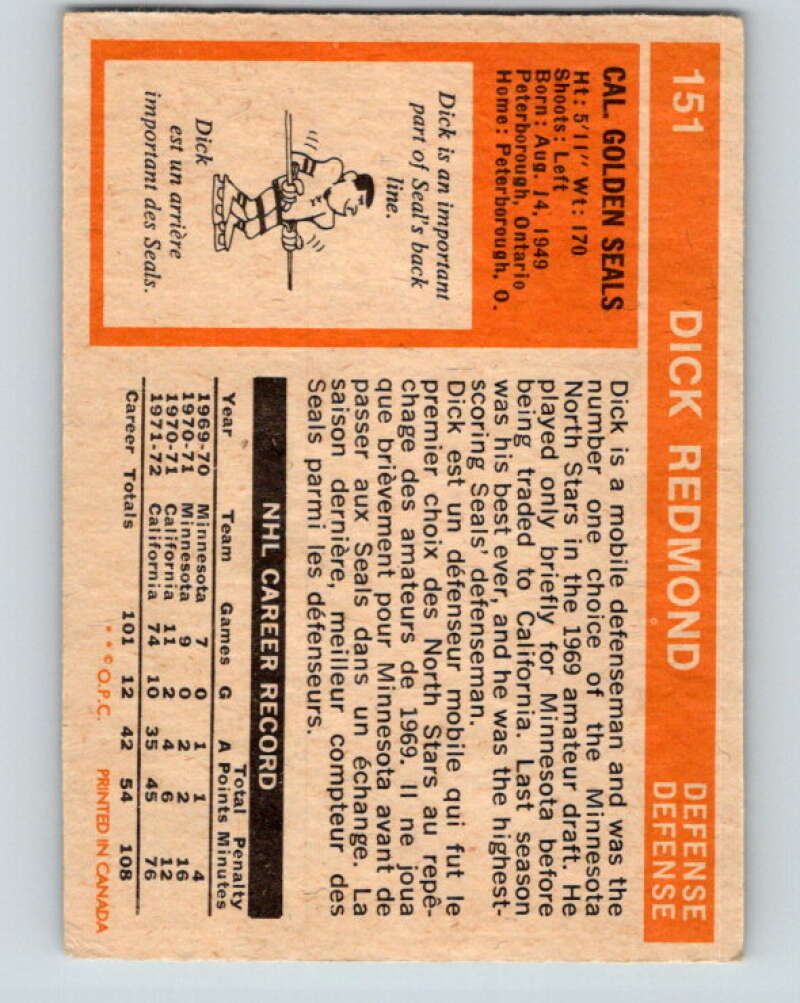 151
DICK REDMOND
DEFENSE
DEFENSE
CAL. GOLDEN SEALS
Ht: 5'11" Wt: 170
Shoots: Left
Born: Aug. 14, 1949
Peterborough, Ontario
Home: Peterborough, O.
Dick is an important
part of Seal's back
line.
Dick
est un arrière
important des Seals.
Dick is a mobile defenseman and was the
number one choice of the Minnesota
North Stars in the 1969 amateur draft. He
played only briefly for Minnesota before
being traded to California. Last season
was his best ever, and he was the highest-
scoring Seals' defenseman.
Dick est un défenseur mobile qui fut le
premier choix des North Stars au repê-
chage des amateurs de 1969. Il ne joua
que brièvement pour Minnesota avant de
passer aux Seals dans un échange. La
saison dernière, meilleur compteur des
Seals parmi les défenseurs.
NHL CAREER RECORD
Total Penalty
Year Team Games G A Points Minutes
1969-70 Minnesota 7 0 1 1 4
1970-71 Minnesota 9 0 2 2 16
1970-71 California 11 2 4 6 12
1971-72 California 74 10 35 45 76
Career Totals 101 12 42 54 108
* * © O.P.C. PRINTED IN CANADA